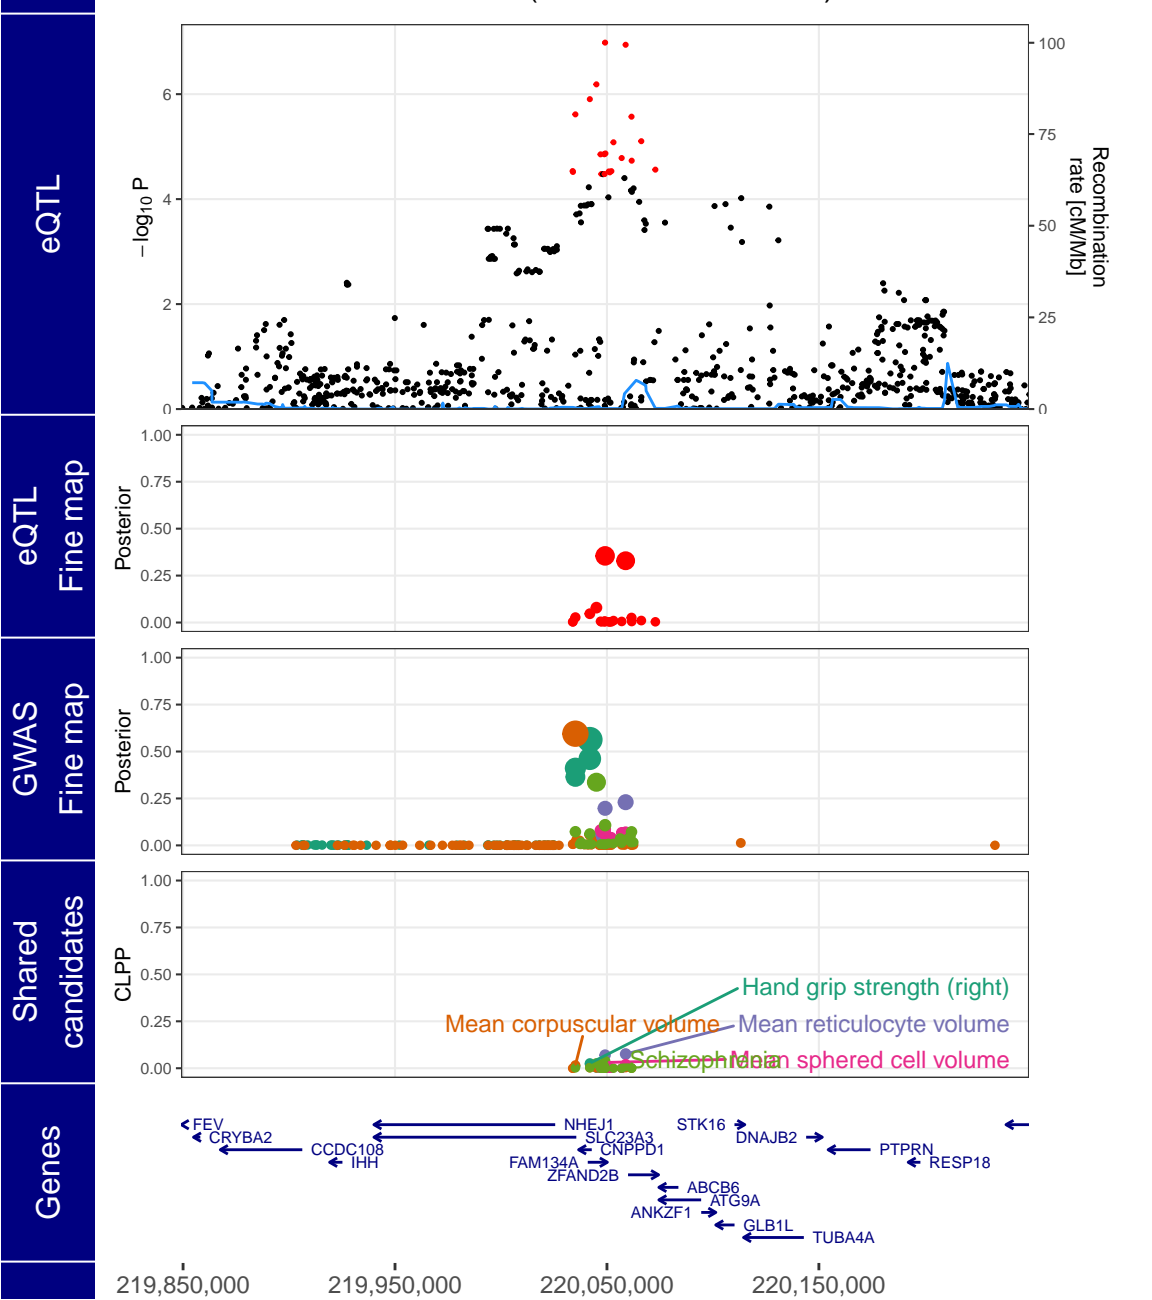 eQTL
6
4
2
0
– log10 P
100
75
50
25
0
Recombination
rate [cM/Mb]
eQTL
Fine map
Posterior
1.00
0.75
0.50
0.25
0.00
GWAS
Fine map
Posterior
1.00
0.75
0.50
0.25
0.00
Shared
candidates
CLPP
1.00
0.75
0.50
0.25
0.00
Hand grip strength (right)
Mean corpuscular volume
Mean reticulocyte volume
Schizophrenia
Mean sphered cell volume
Genes
FEV
NHEJ1
STK16
CRYBA2
SLC23A3
DNAJB2
CCDC108
CNPPD1
PTPRN
IHH
FAM134A
RESP18
ZFAND2B
ABCB6
ATG9A
ANKZF1
GLB1L
TUBA4A
219,850,000
219,950,000
220,050,000
220,150,000